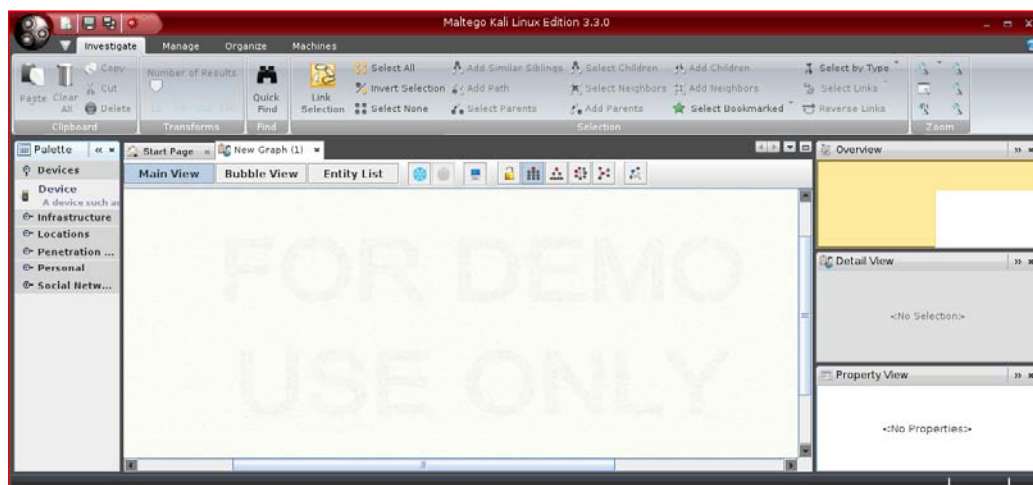 Maltego Kali Linux Edition 3.3.0
Investigate Manage Organize Machines
Paste
Clear All
Copy
Cut
Delete
Clipboard
Number of Results
Transforms
Quick Find
Find
Link Selection
Select All
Invert Selection
Select None
Add Similar Siblings
Add Path
Select Parents
Select Children
Select Neighbors
Add Parents
Add Children
Add Neighbors
Select Bookmarked
Selection
Select by Type
Select Links
Reverse Links
Zoom
Palette
Devices
Device
A device such as
Infrastructure
Locations
Penetration ...
Personal
Social Netw...
Start Page
New Graph (1)
Main View Bubble View Entity List
FOR DEMO
USE ONLY
Overview
Detail View
<No Selection>
Property View
<No Properties>